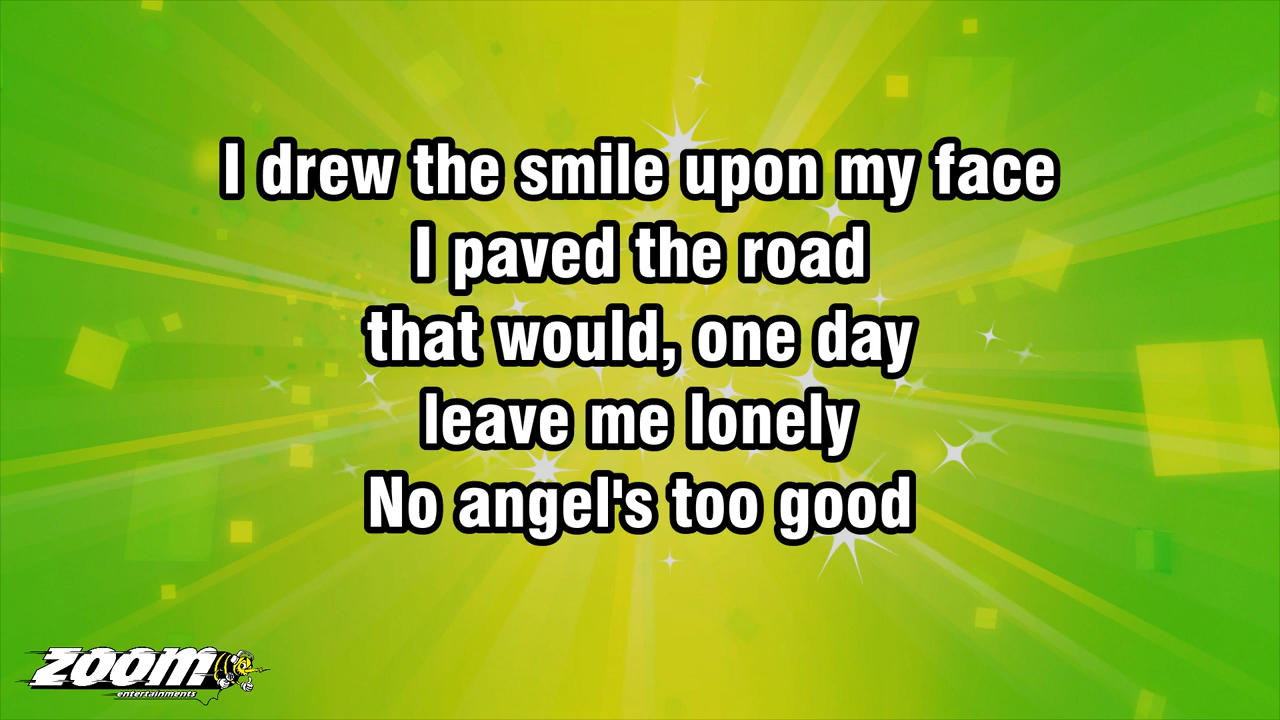 I drew the smile upon my face
I paved the road
that would, one day
leave me lonely
No angel's too good
ZOOM
entertainments